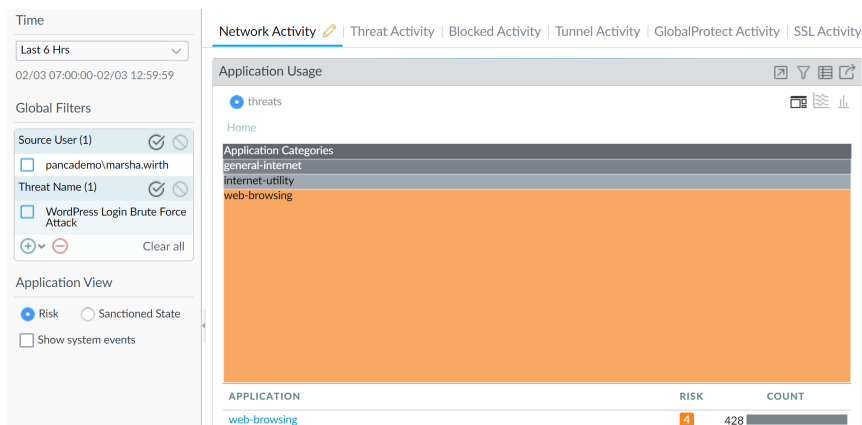 Time
Last 6 Hrs
02/03 07:00:00-02/03 12:59:59
Global Filters
Source User (1)
pancademo\marsha.wirth
Threat Name (1)
WordPress Login Brute Force
Attack
Clear all
Application View
Risk
Sanctioned State
Show system events
Network Activity
Threat Activity
Blocked Activity
Tunnel Activity
GlobalProtect Activity
SSL Activity
Application Usage
threats
Home
Application Categories
general-internet
internet-utility
web-browsing
APPLICATION RISK COUNT
web-browsing 4 428